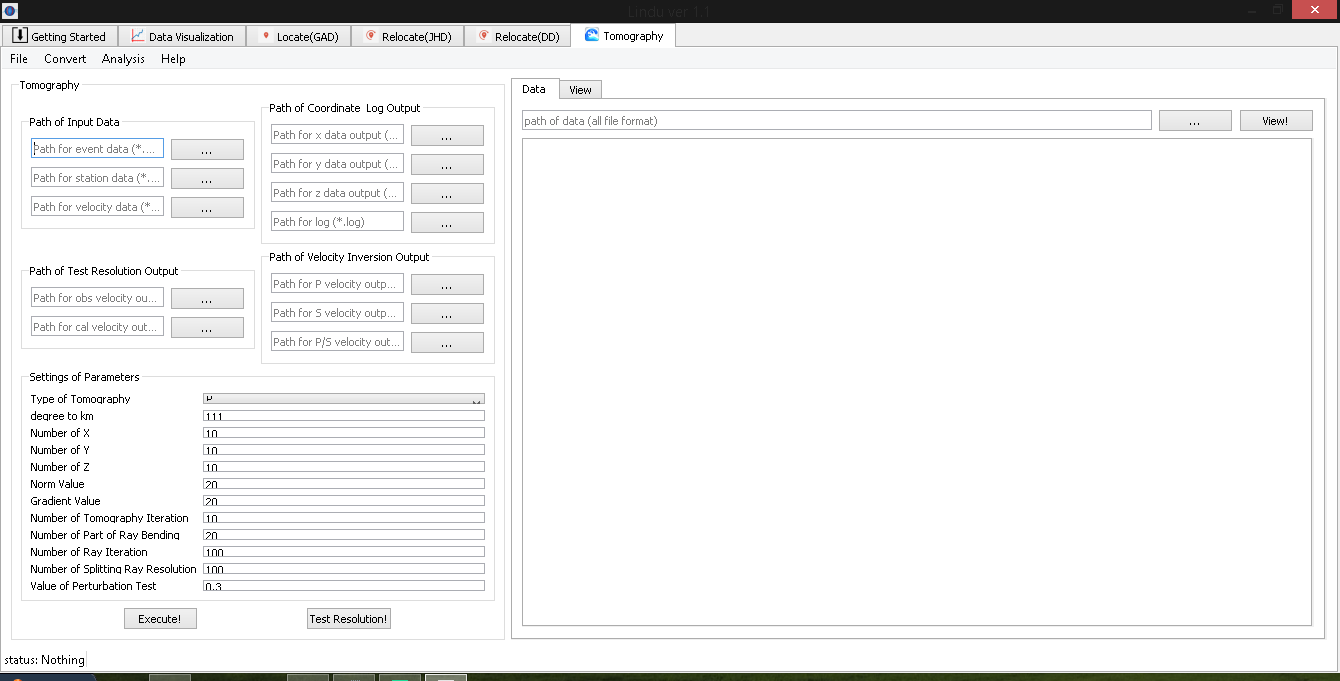 Lindu ver 1.1
Getting Started
Data Visualization
Locate(GAD)
Relocate(JHD)
Relocate(DD)
Tomography
File Convert Analysis Help
Tomography
Path of Input Data
Path for event data (*....
...
Path for station data (*....
...
Path for velocity data (*...
...
Path of Coordinate Log Output
Path for x data output (...
...
Path for y data output (...
...
Path for z data output (...
...
Path for log (*.log)
...
Path of Test Resolution Output
Path for obs velocity ou...
...
Path for cal velocity out...
...
Path of Velocity Inversion Output
Path for P velocity outp...
...
Path for S velocity outp...
...
Path for P/S velocity out...
...
Settings of Parameters
Type of Tomography P
degree to km 111
Number of X 10
Number of Y 10
Number of Z 10
Norm Value 20
Gradient Value 20
Number of Tomography Iteration 10
Number of Part of Ray Bending 20
Number of Ray Iteration 100
Number of Splitting Ray Resolution 100
Value of Perturbation Test 0.3
Execute!
Test Resolution!
Data
View
path of data (all file format)
...
View!
status: Nothing